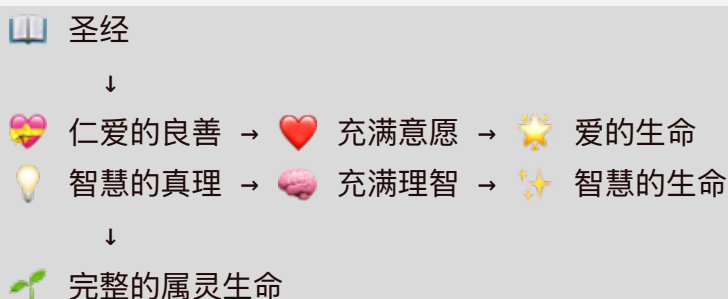 📖 圣经
↓
💝 仁爱的良善 → ❤️ 充满意愿 → 🌟 爱的生命
💡 智慧的真理 → 🧠 充满理智 → ✨ 智慧的生命
↓
🌱 完整的属灵生命